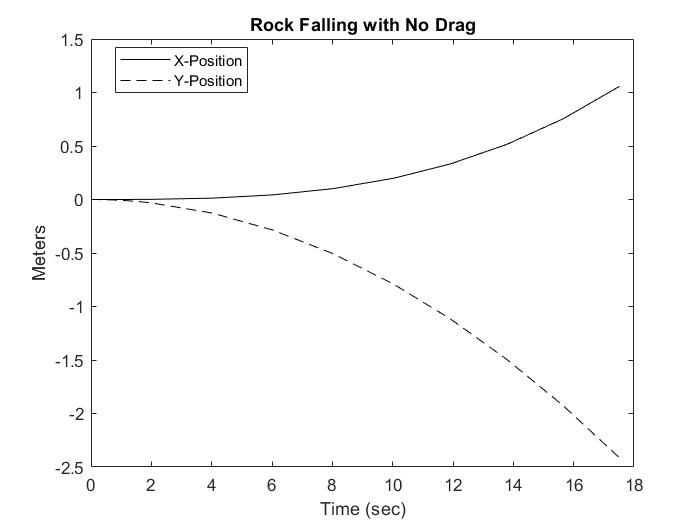 Rock Falling with No Drag
X-Position
Y-Position
1.5
1
0.5
0
-0.5
-1
-1.5
-2
-2.5
Meters
0 2 4 6 8 10 12 14 16 18
Time (sec)